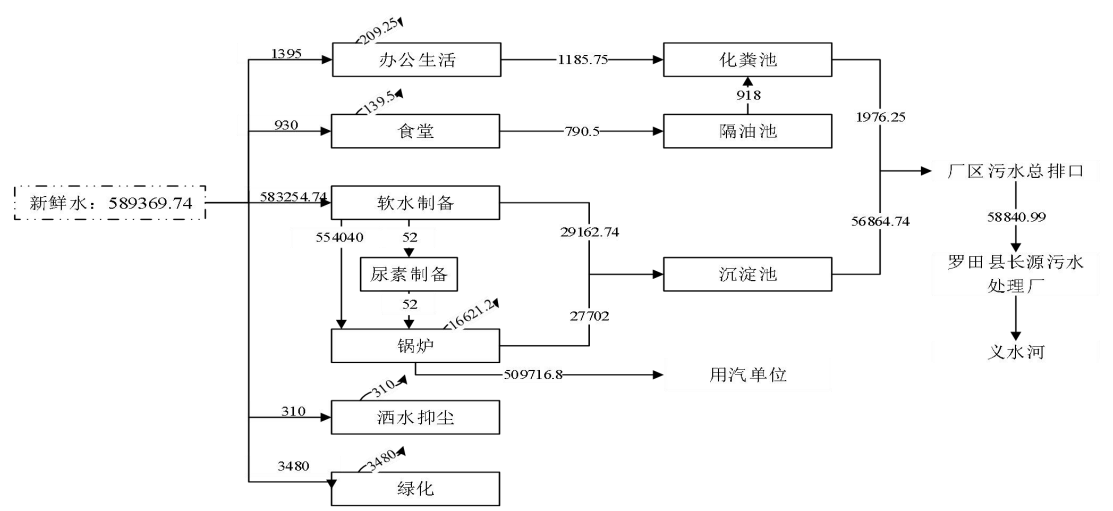 209.25
1395
办公生活
1185.75
化粪池
139.5
918
1976.25
930
食堂
790.5
隔油池
新鲜水：589369.74
583254.74
软水制备
29162.74
56864.74
厂区污水总排口
58840.99
554040
52
尿素制备
沉淀池
罗田县长源污水
处理厂
52
16621.2
27702
锅炉
义水河
509716.8
用汽单位
310
310
洒水抑尘
3480
3480
绿化